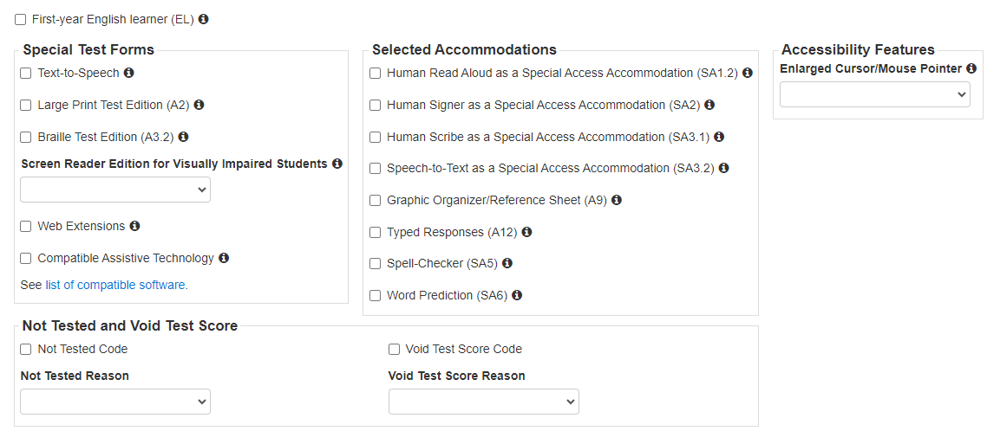 First-year English learner (EL)
Special Test Forms
Text-to-Speech
Large Print Test Edition (A2)
Braille Test Edition (A3.2)
Screen Reader Edition for Visually Impaired Students
Web Extensions
Compatible Assistive Technology
See list of compatible software.
Selected Accommodations
Human Read Aloud as a Special Access Accommodation (SA1.2)
Human Signer as a Special Access Accommodation (SA2)
Human Scribe as a Special Access Accommodation (SA3.1)
Speech-to-Text as a Special Access Accommodation (SA3.2)
Graphic Organizer/Reference Sheet (A9)
Typed Responses (A12)
Spell-Checker (SA5)
Word Prediction (SA6)
Accessibility Features
Enlarged Cursor/Mouse Pointer
Not Tested and Void Test Score
Not Tested Code
Not Tested Reason
Void Test Score Code
Void Test Score Reason